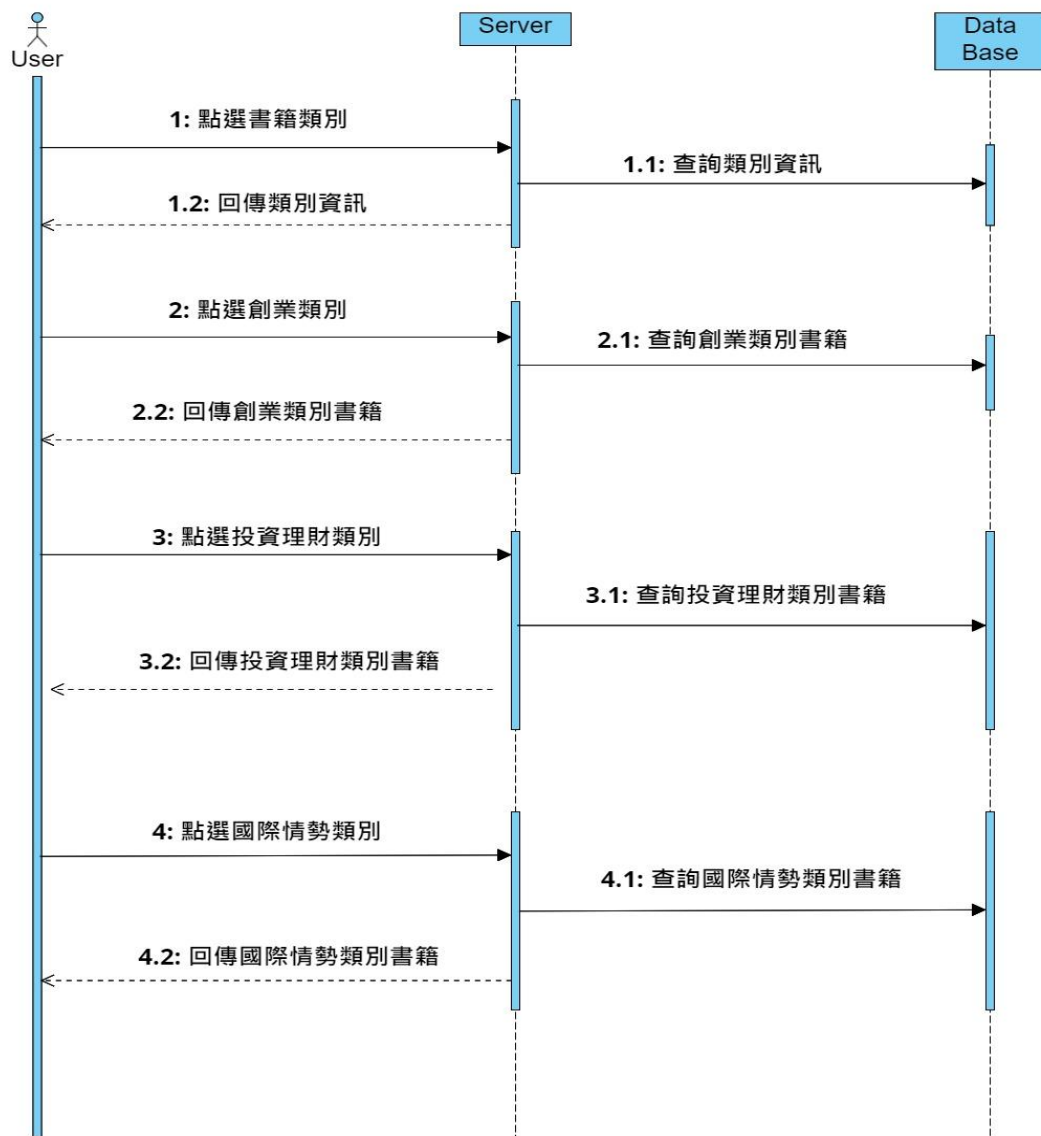 User
Server
Data
Base
1: 點選書籍類別
1.1: 查詢類別資訊
1.2: 回傳類別資訊
2: 點選創業類別
2.1: 查詢創業類別書籍
2.2: 回傳創業類別書籍
3: 點選投資理財類別
3.1: 查詢投資理財類別書籍
3.2: 回傳投資理財類別書籍
4: 點選國際情勢類別
4.1: 查詢國際情勢類別書籍
4.2: 回傳國際情勢類別書籍